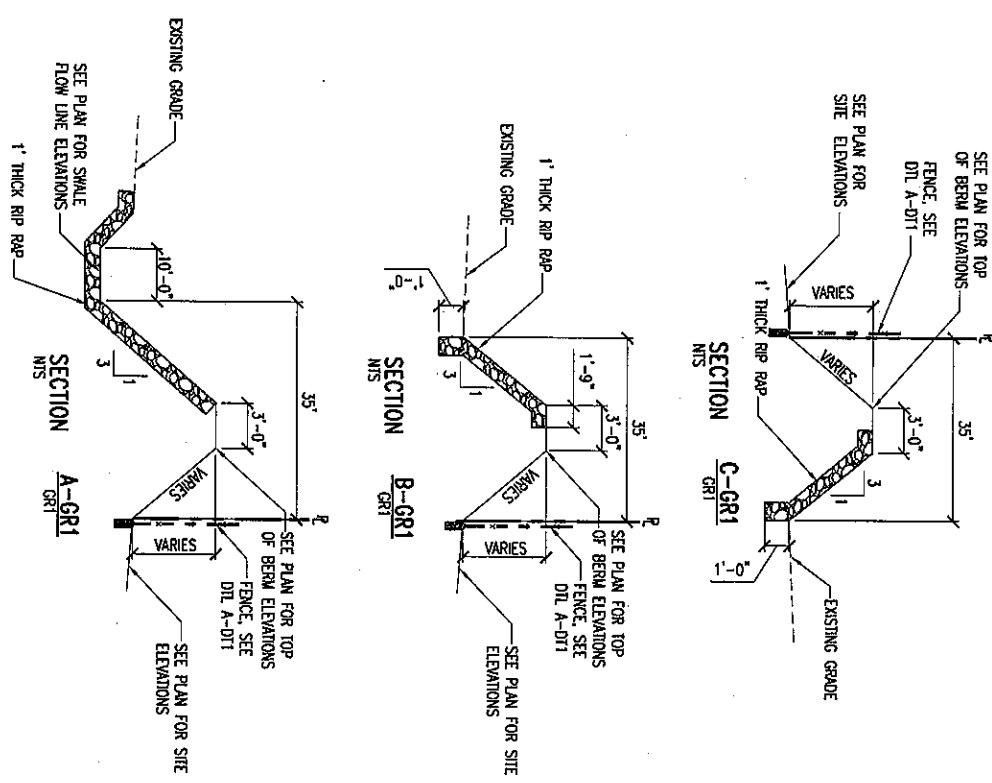 EXISTING GRADE
SEE PLAN FOR SWALE
FLOW LINE ELEVATIONS
1' THICK RIP RAP
10'-0"
35'
3
1
3'-0"
VARIES
VARIES
PL
SEE PLAN FOR TOP
OF BERM ELEVATIONS
FENCE, SEE
DTL A-DT1
SEE PLAN FOR SITE
ELEVATIONS
SECTION
NTS
A-GR1
GR1
EXISTING GRADE
1' THICK RIP RAP
1'-0"
35'
1'-9"
3'-0"
3
1
VARIES
VARIES
PL
SEE PLAN FOR TOP
OF BERM ELEVATIONS
FENCE, SEE
DTL A-DT1
SEE PLAN FOR SITE
ELEVATIONS
SECTION
NTS
B-GR1
GR1
SEE PLAN FOR TOP
OF BERM ELEVATIONS
FENCE, SEE
DTL A-DT1
SEE PLAN FOR
SITE ELEVATIONS
VARIES
VARIES
PL
35'
3'-0"
3
1
1' THICK RIP RAP
1'-0"
EXISTING GRADE
SECTION
NTS
C-GR1
GR1